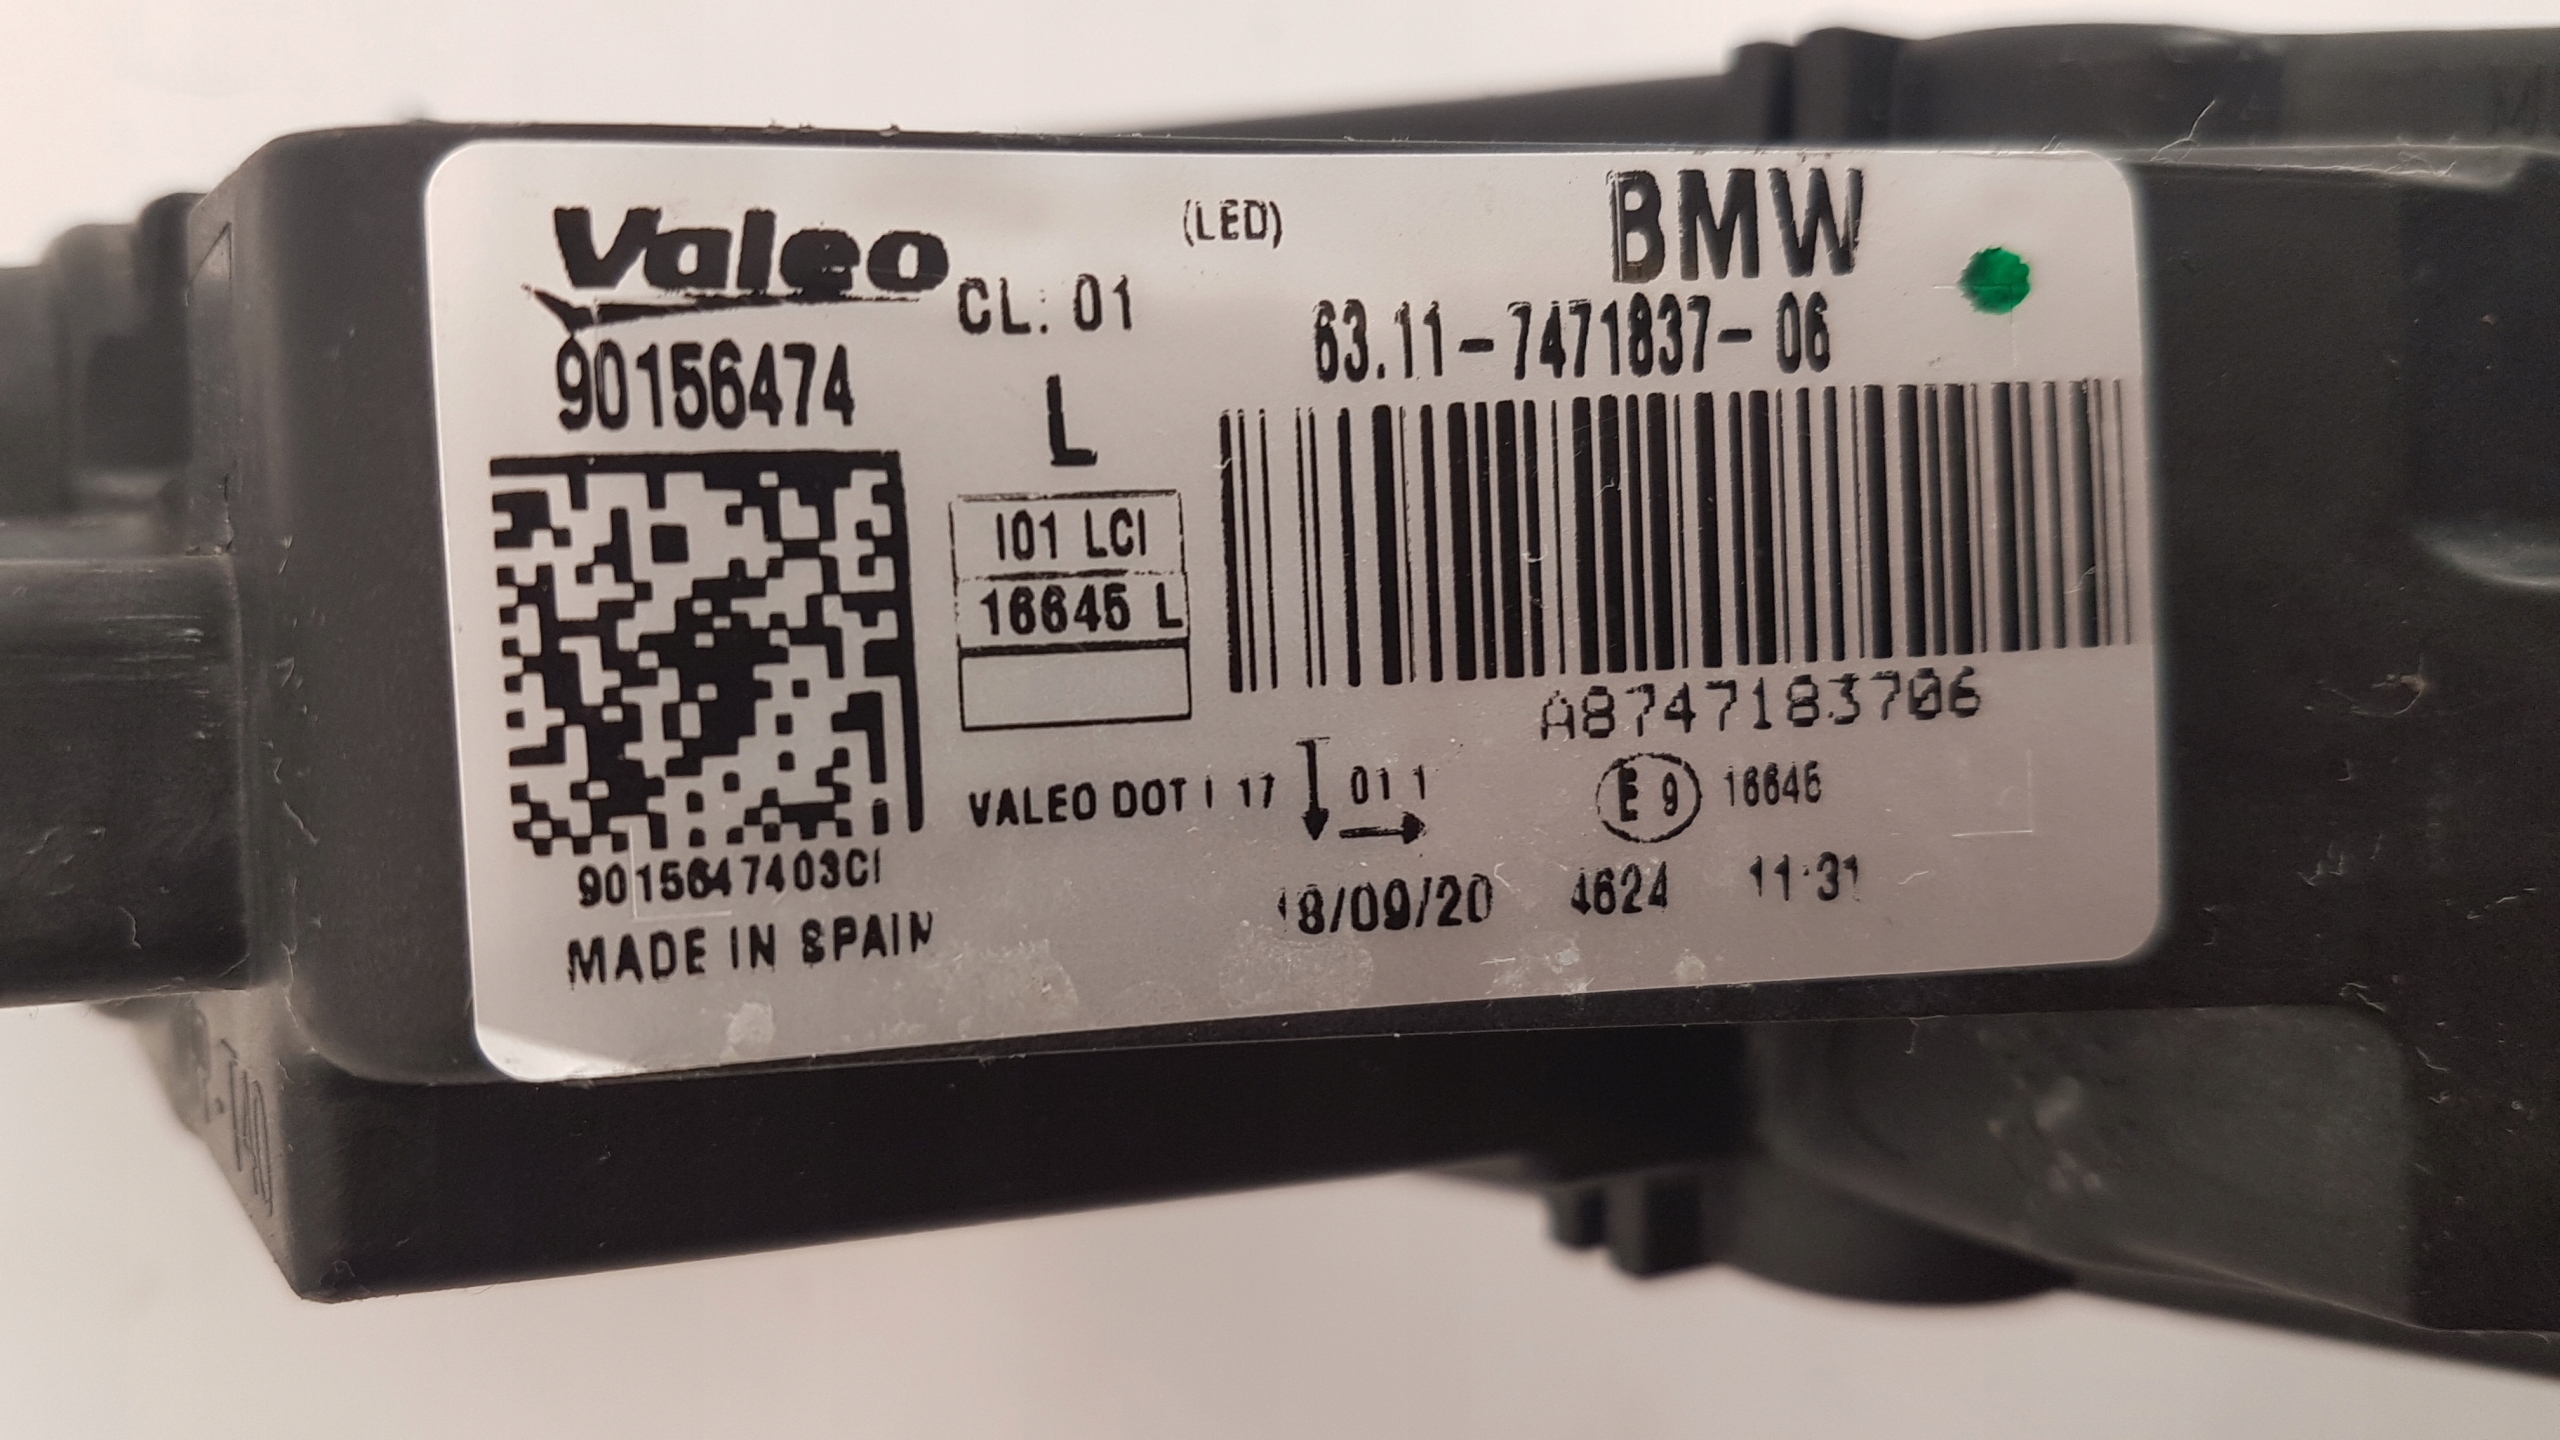 Valeo
CL: 01
(LED)
BMW
90156474
L
63.11-7471837-06
I01 LCI
16645 L
A8747183706
VALEO DOT I 17
01 1
E 9
16646
9015647403CI
18/09/20
4624
11:31
MADE IN SPAIN